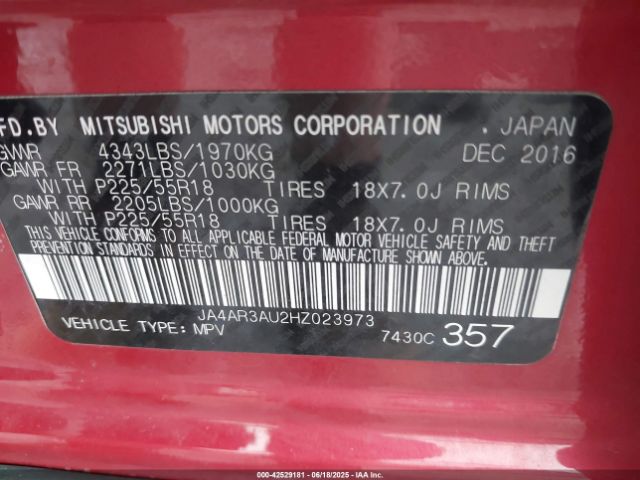 FD.BY MITSUBISHI MOTORS CORPORATION . JAPAN
GVWR 4343LBS/1970KG DEC 2016
GAWR FR 2271LBS/1030KG
WITH P225/55R18 TIRES 18X7.0J RIMS
GAWR RR 2205LBS/1000KG
WITH P225/55R18 TIRES 18X7.0J RIMS
THIS VEHICLE CONFORMS TO ALL APPLICABLE FEDERAL MOTOR VEHICLE SAFETY AND THEFT
PREVENTION STANDARDS IN EFFECT ON THE DATE OF MANUFACTURE SHOWN ABOVE.
JA4AR3AU2HZ023973
VEHICLE TYPE: MPV 7430C 357
000-42529181 - 06/18/2025 - IAAI.COM